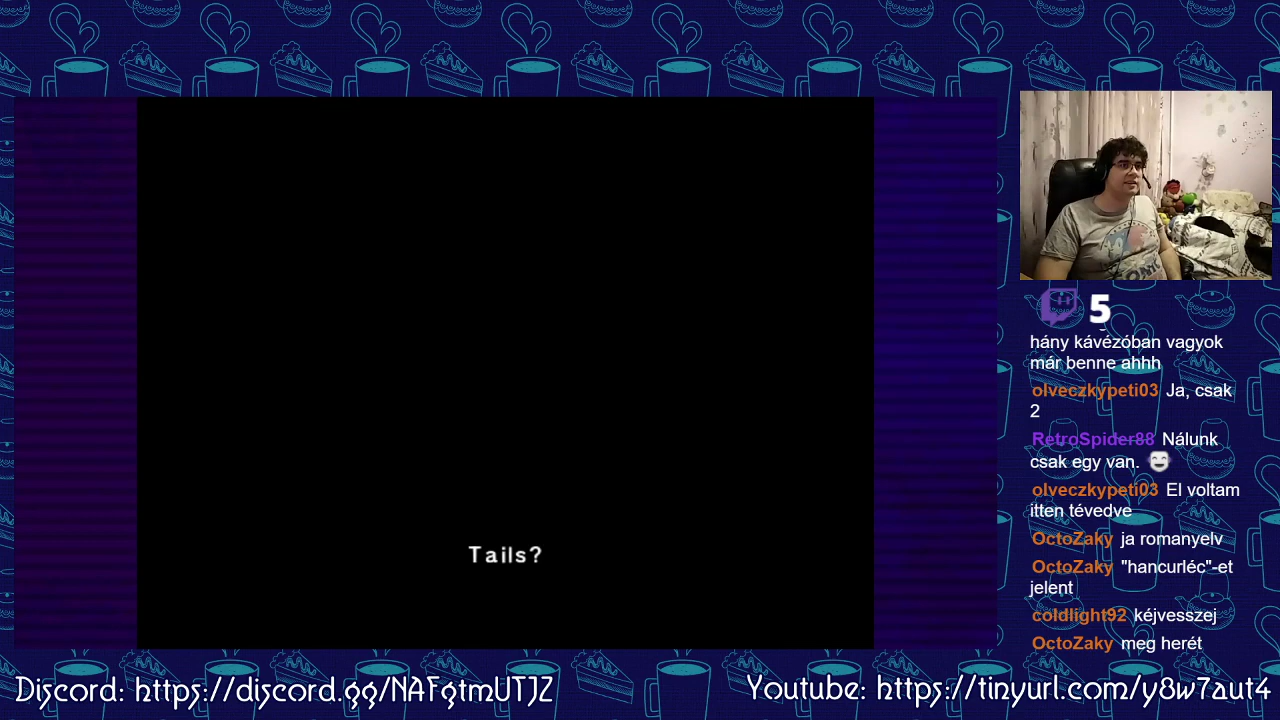 5
hány kávézóban vagyok
már benne ahhh
olveczkypeti03 Ja, csak
2
RetroSpider88 Nálunk
csak egy van.
olveczkypeti03 El voltam
itten tévedve
OctoZaky ja romanyelv
OctoZaky "hancurléc"-et
jelent
coldlight92 kéjvesszej
OctoZaky meg herét
Tails?
Discord: https://discord.gg/NAFgtmUTJZ
Youtube: https://tinyurl.com/y8w7aut4